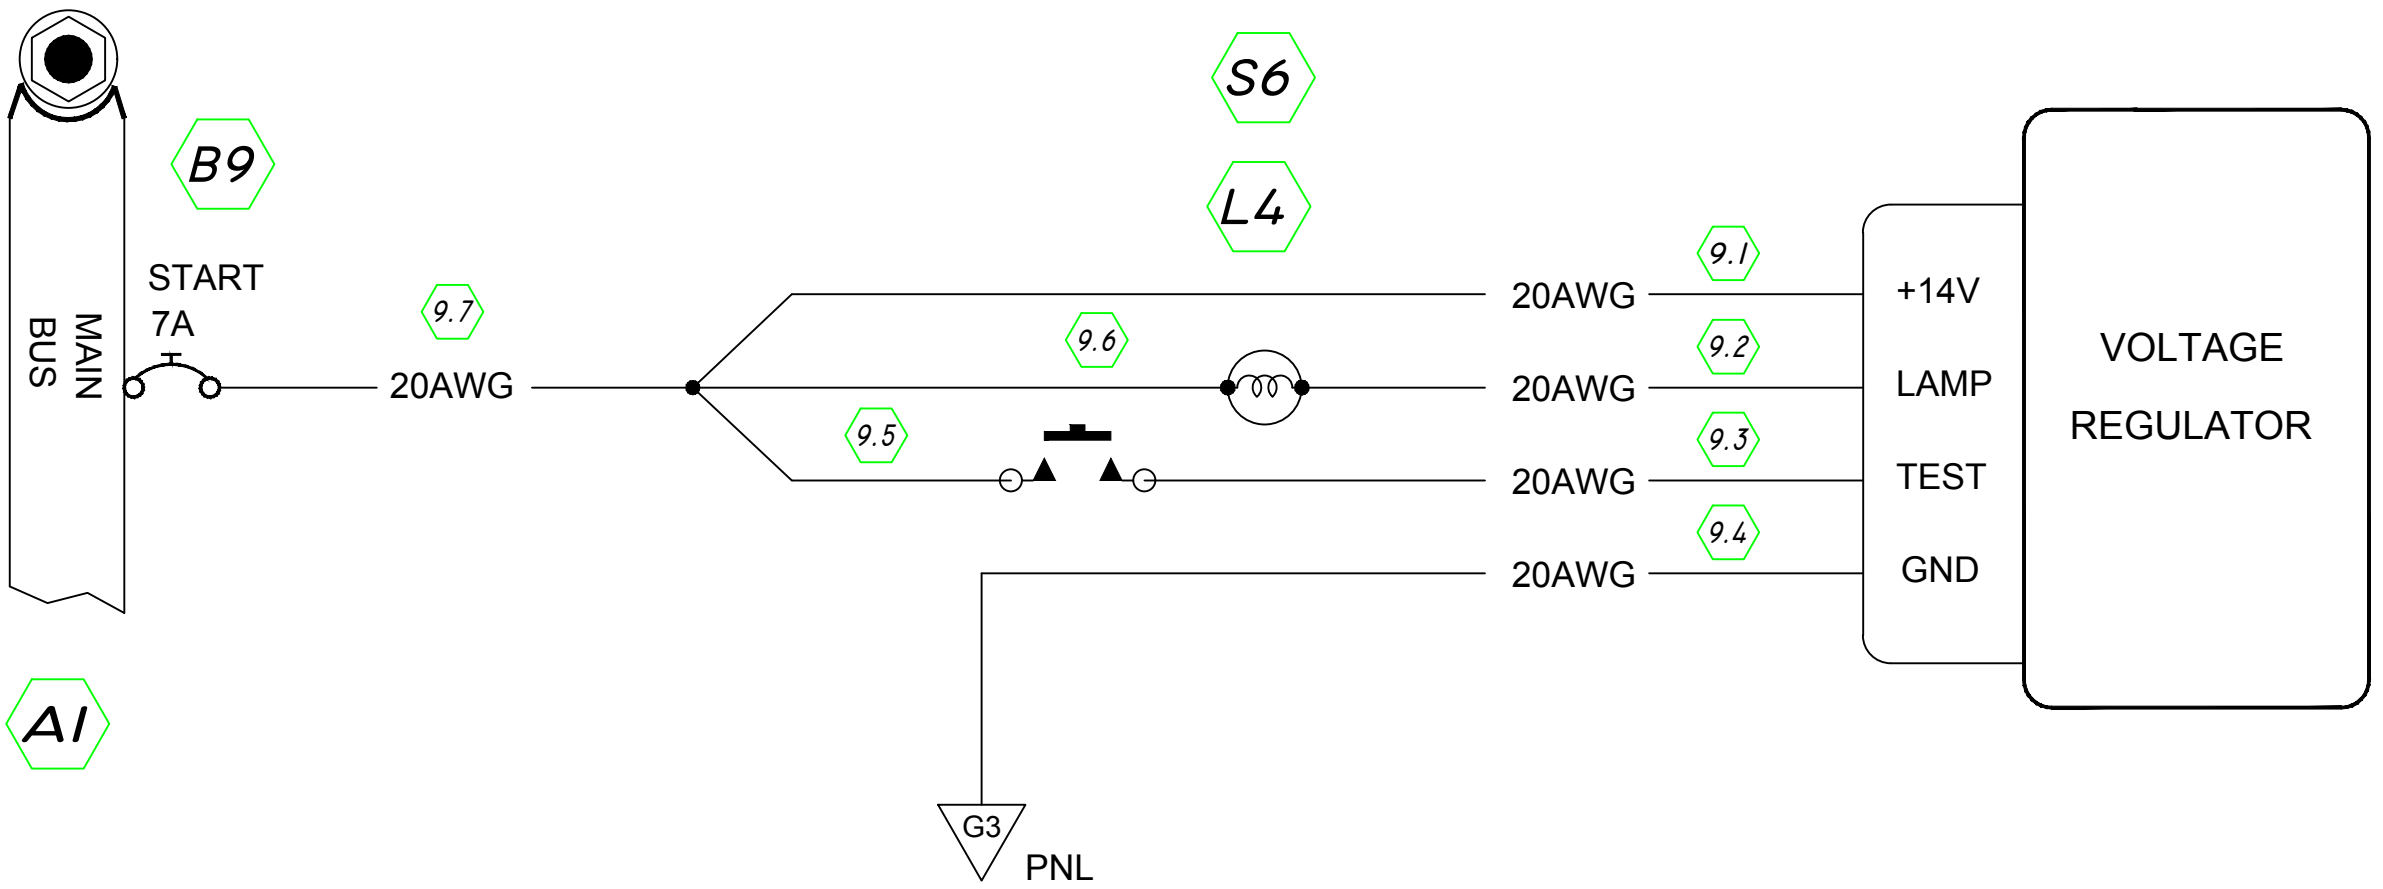 S6
B9
L4
START
7A
MAIN
BUS
9.7
20AWG
9.6
9.5
9.1
20AWG
+14V
9.2
20AWG
LAMP
9.3
20AWG
TEST
9.4
20AWG
GND
VOLTAGE
REGULATOR
A1
G3
PNL